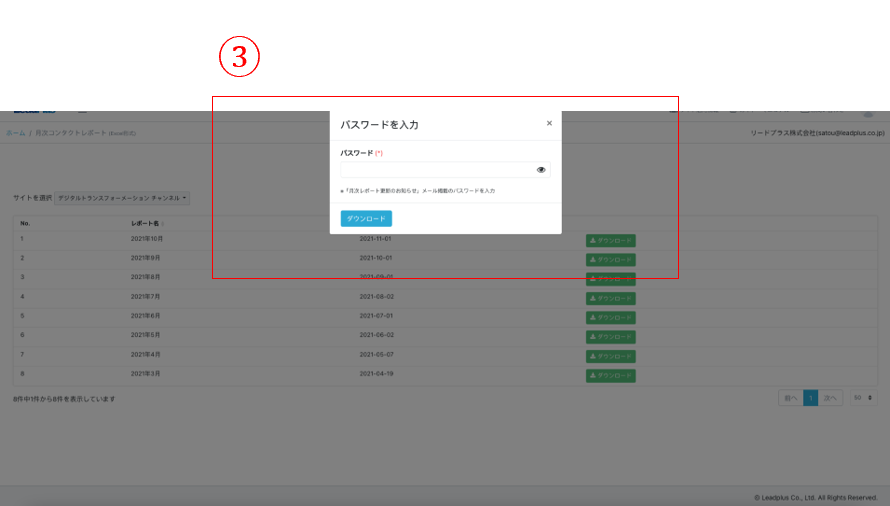 ③
パスワードを入力 ×
ホーム / 月次コンタクトレポート (Excel形式)
リードプラス株式会社(satou@leadplus.co.jp)
パスワード (*)
※「月次レポート更新のお知らせ」メール掲載のパスワードを入力
ダウンロード
サイトを選択 デジタルトランスフォーメーション チャンネル
No. レポート名
1 2021年10月 2021-11-01 ダウンロード
2 2021年9月 2021-10-01 ダウンロード
3 2021年8月 2021-09-01 ダウンロード
4 2021年7月 2021-08-02 ダウンロード
5 2021年6月 2021-07-01 ダウンロード
6 2021年5月 2021-06-02 ダウンロード
7 2021年4月 2021-05-07 ダウンロード
8 2021年3月 2021-04-19 ダウンロード
8件中1件から8件を表示しています
前へ 1 次へ 50
© Leadplus Co., Ltd. All Rights Reserved.